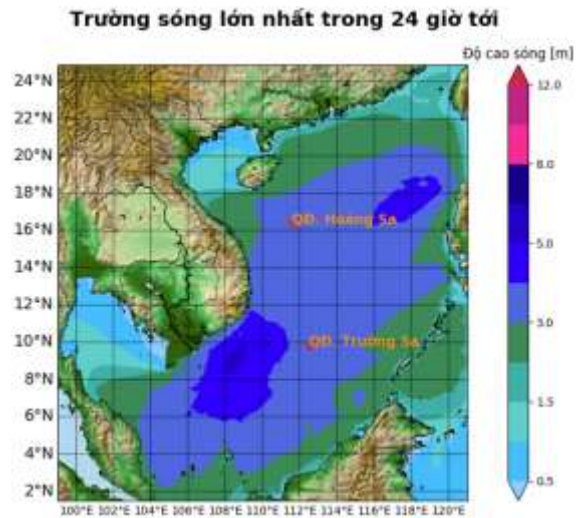 Trường sóng lớn nhất trong 24 giờ tới
Độ cao sóng [m]
24°N
22°N
20°N
18°N
16°N
14°N
12°N
10°N
8°N
6°N
4°N
2°N
QĐ. Hoàng Sa
QĐ. Trường Sa
12.0
8.0
5.0
3.0
1.5
0.5
100°E 102°E 104°E 106°E 108°E 110°E 112°E 114°E 116°E 118°E 120°E